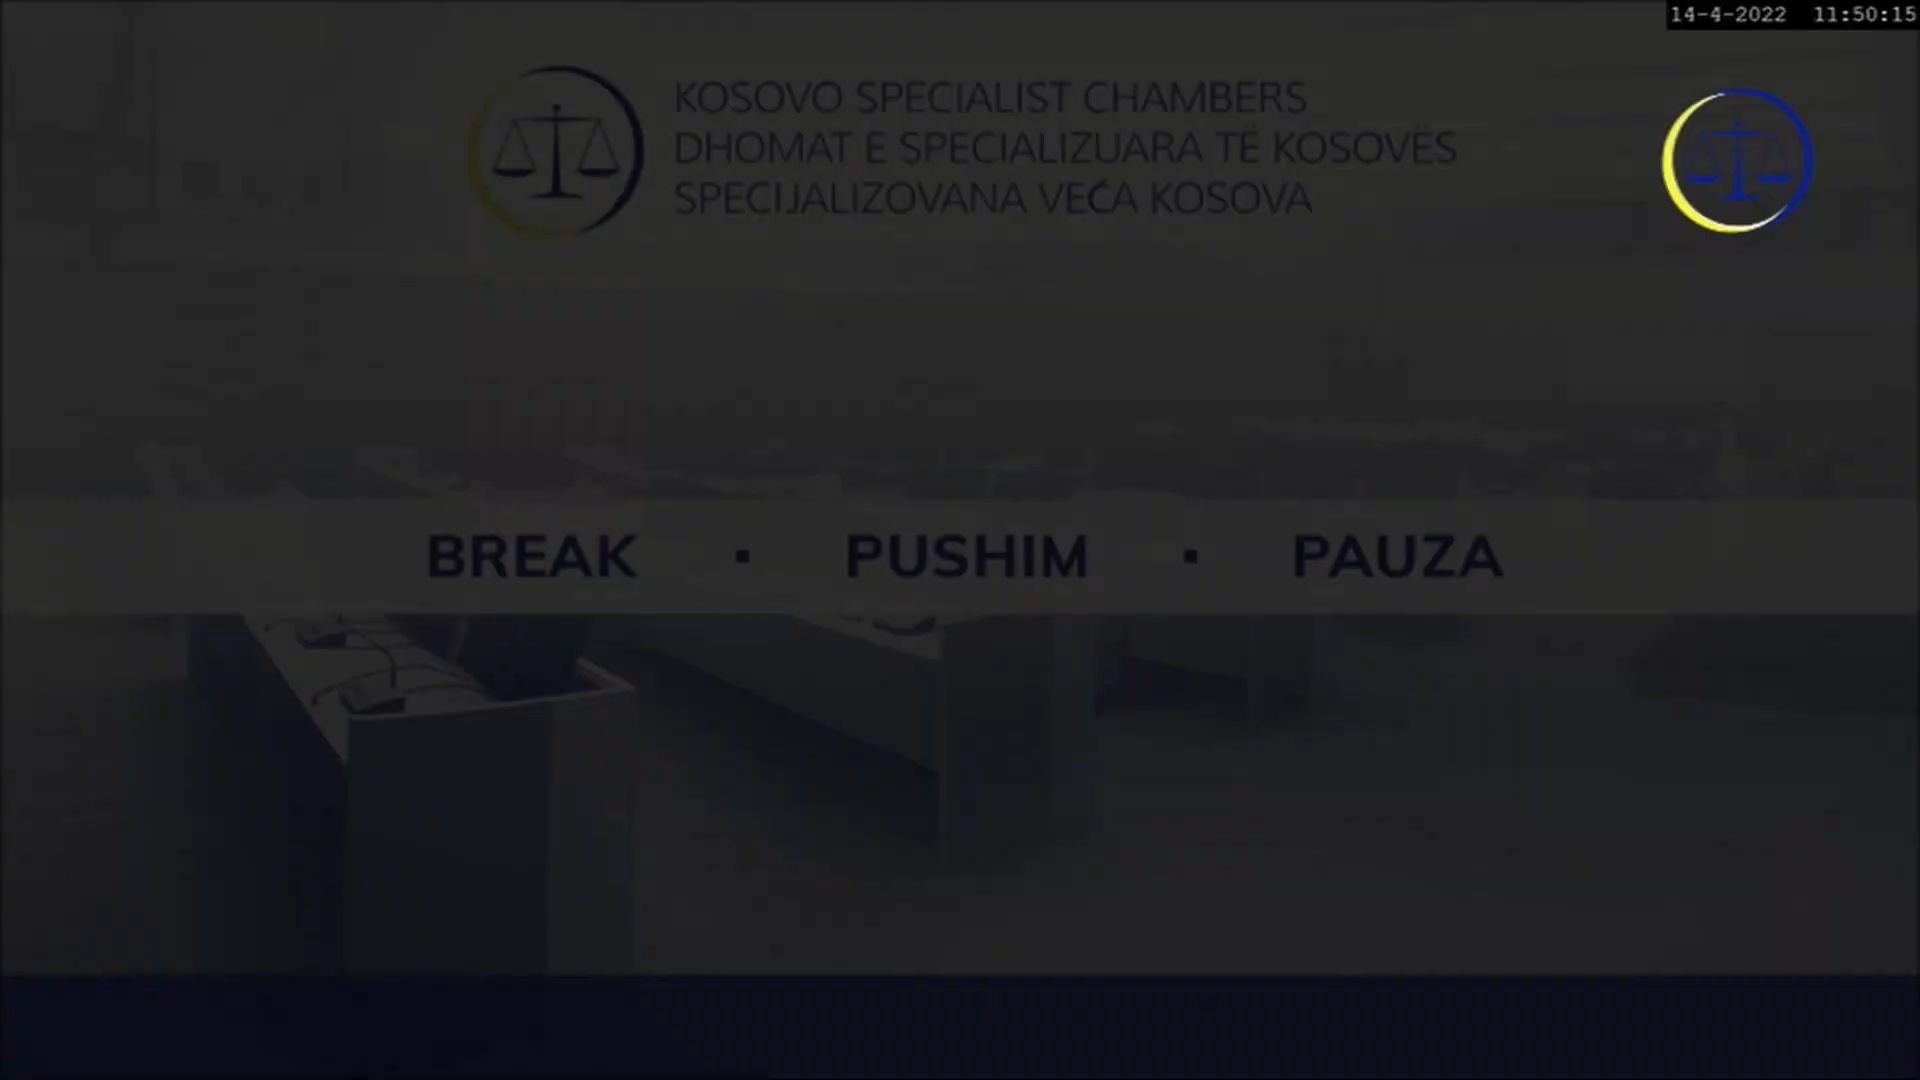 14-4-2022 11:50:15
KOSOVO SPECIALIST CHAMBERS
DHOMAT E SPECIALIZUARA TË KOSOVËS
SPECIJALIZOVANA VEĆA KOSOVA
BREAK ▪ PUSHIM ▪ PAUZA